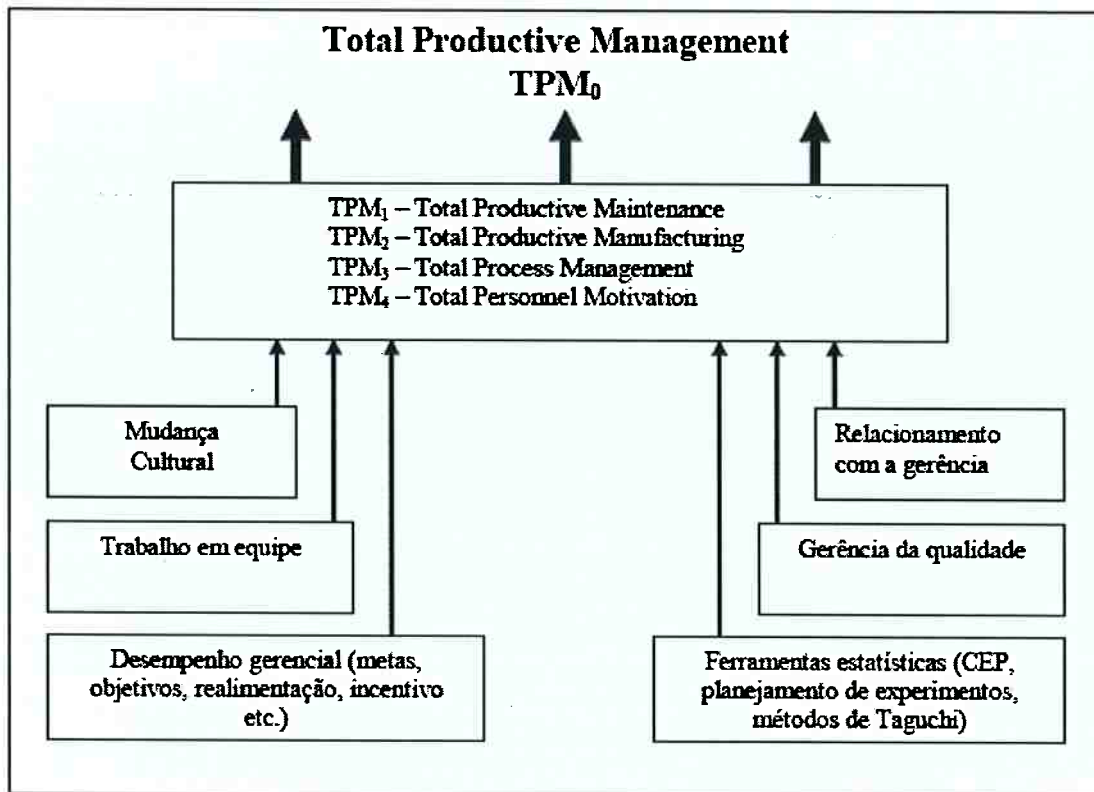 Total Productive Management
TPM₀
TPM₁ – Total Productive Maintenance
TPM₂ – Total Productive Manufacturing
TPM₃ – Total Process Management
TPM₄ – Total Personnel Motivation
Mudança
Cultural
Relacionamento
com a gerência
Trabalho em equipe
Gerência da qualidade
Desempenho gerencial (metas,
objetivos, realimentação, incentivo
etc.)
Ferramentas estatísticas (CEP,
planejamento de experimentos,
métodos de Taguchi)